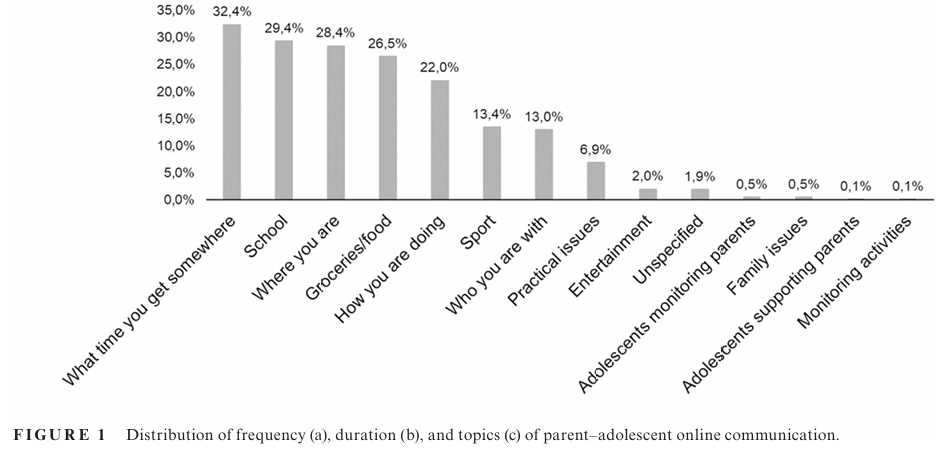 35,0%
30,0%
25,0%
20,0%
15,0%
10,0%
5,0%
0,0%
32,4%
29,4%
28,4%
26,5%
22,0%
13,4%
13,0%
6,9%
2,0%
1,9%
0,5%
0,5%
0,1%
0,1%
What time you get somewhere
School
Where you are
Groceries/food
How you are doing
Sport
Who you are with
Practical issues
Entertainment
Unspecified
Adolescents monitoring parents
Family issues
Adolescents supporting parents
Monitoring activities
FIGURE 1 Distribution of frequency (a), duration (b), and topics (c) of parent–adolescent online communication.